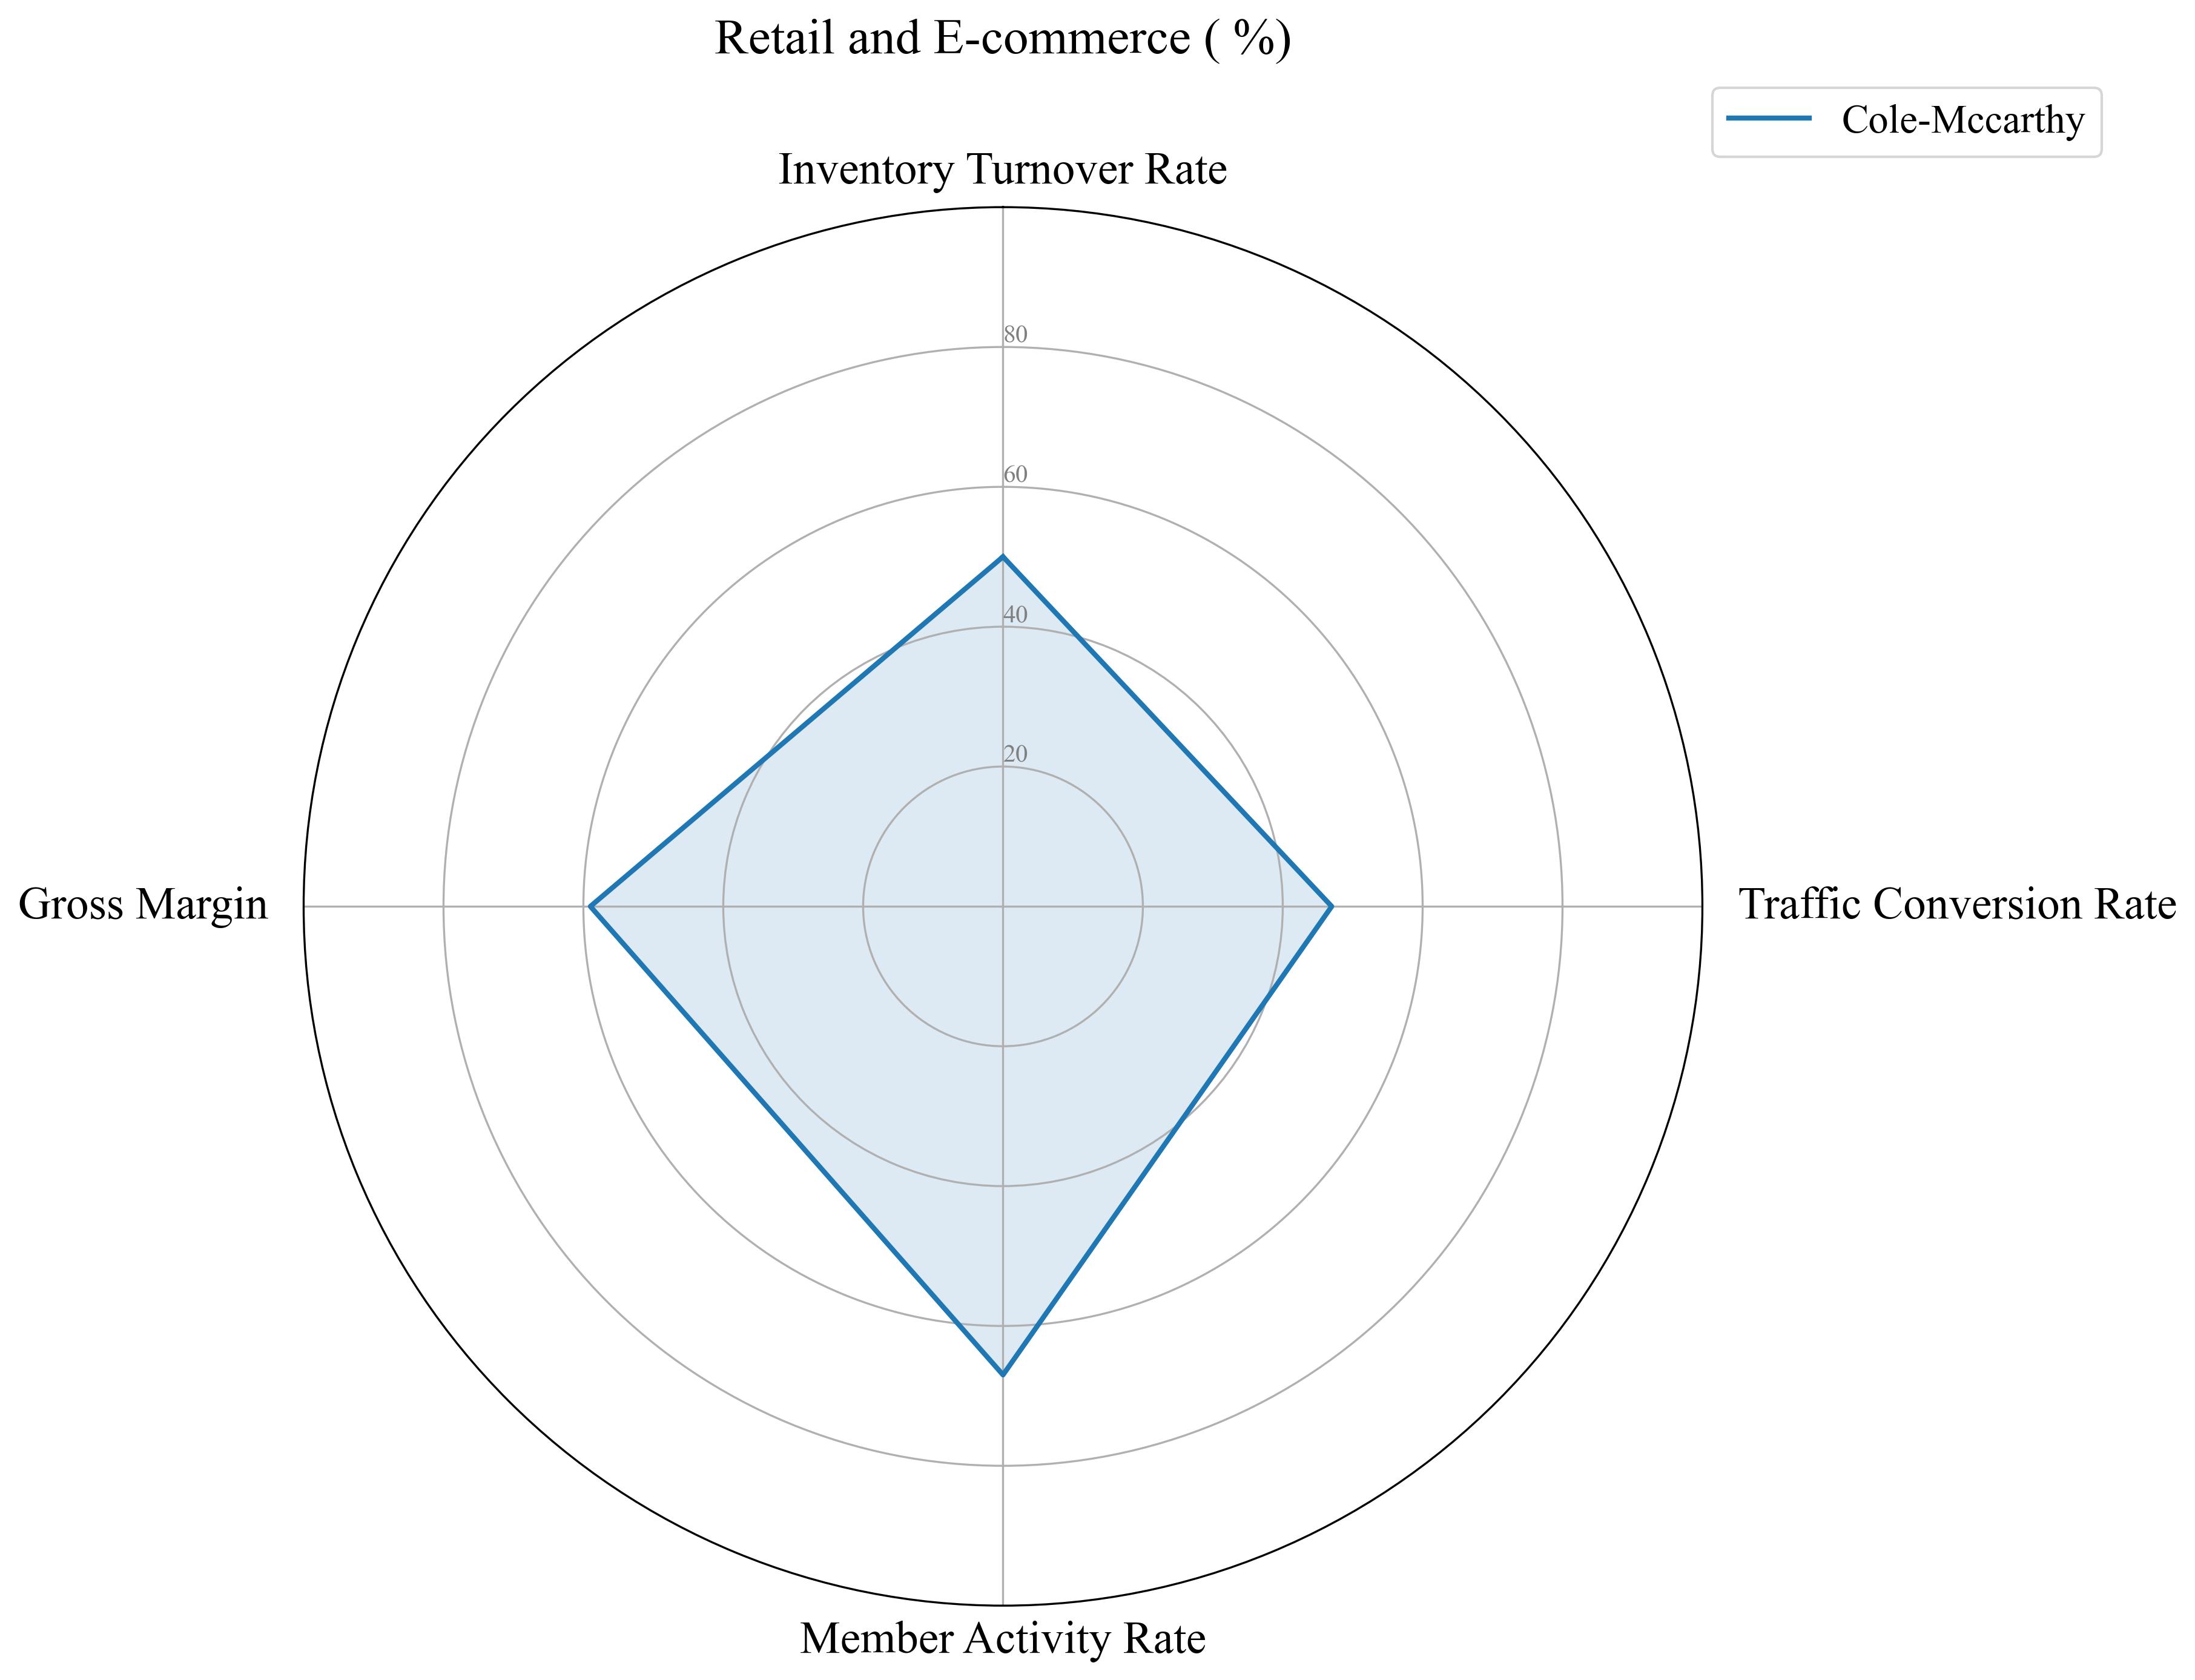 Retail and E-commerce ( %)
Cole-Mccarthy
Inventory Turnover Rate
80
60
40
20
Gross Margin
Traffic Conversion Rate
Member Activity Rate